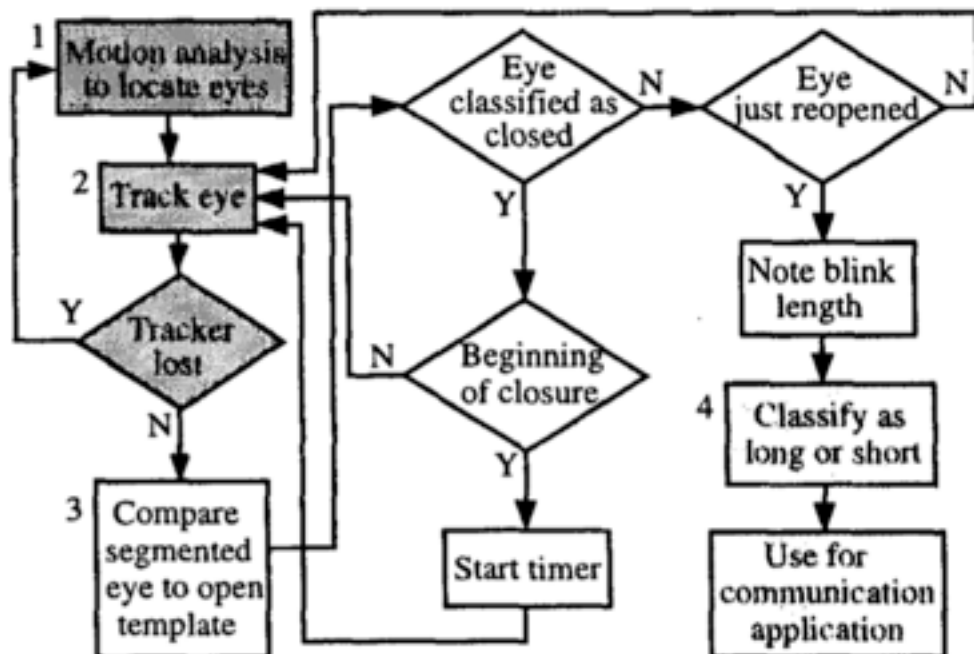 1
Motion analysis
to locate eyes
2
Track eye
Y
Tracker
lost
N
3
Compare
segmented
eye to open
template
Eye
classified as
closed
N
Y
Beginning
of closure
N
Y
Start timer
Eye
just reopened
N
Y
Note blink
length
4
Classify as
long or short
Use for
communication
application